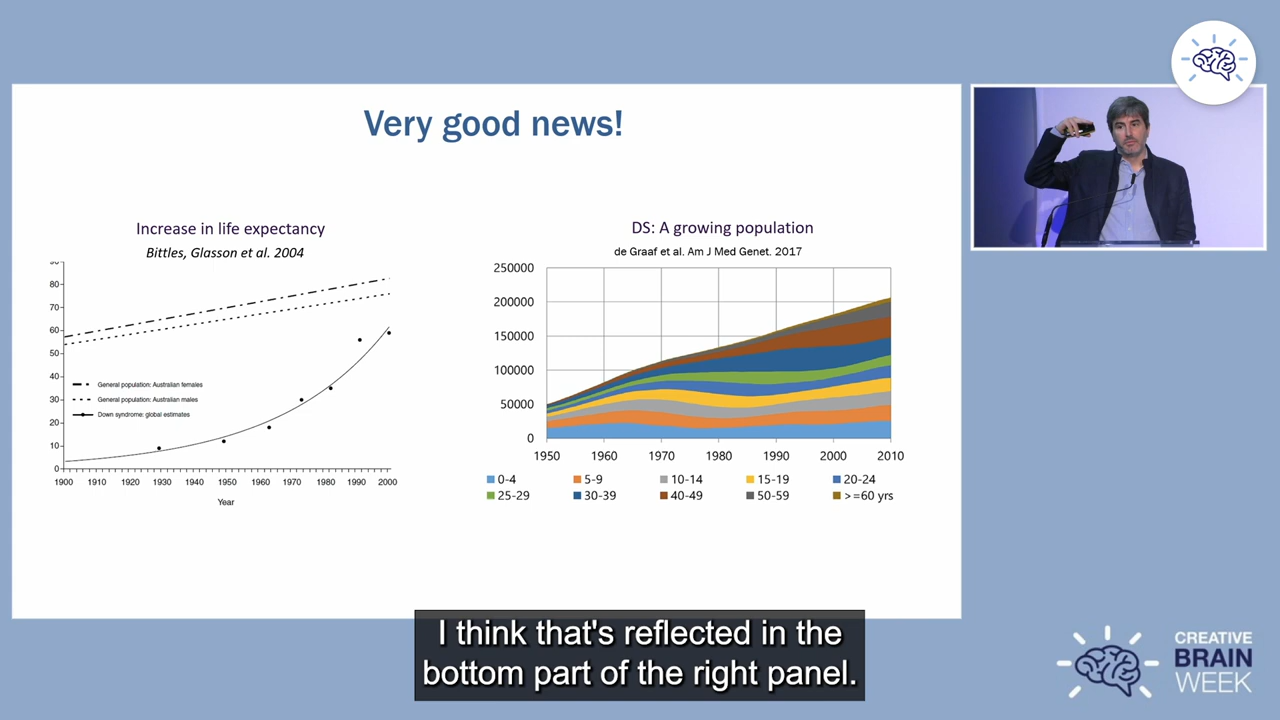 Very good news!
Increase in life expectancy
Bittles, Glasson et al. 2004
80
70
60
50
40
30
20
10
0
General population: Australian females
General population: Australian males
Down syndrome: global estimates
1900 1910 1920 1930 1940 1950 1960 1970 1980 1990 2000
Year
DS: A growing population
de Graaf et al. Am J Med Genet. 2017
250000
200000
150000
100000
50000
0
1950 1960 1970 1980 1990 2000 2010
0-4 5-9 10-14 15-19 20-24
25-29 30-39 40-49 50-59 >=60 yrs
I think that's reflected in the
bottom part of the right panel.
CREATIVE
BRAIN
WEEK